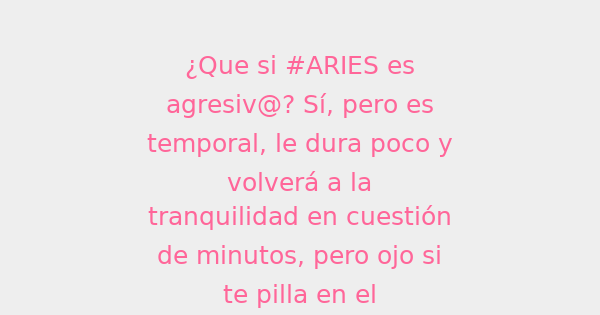 ¿Que si #ARIES es
agresiv@? Sí, pero es
temporal, le dura poco y
volverá a la
tranquilidad en cuestión
de minutos, pero ojo si
te pilla en el